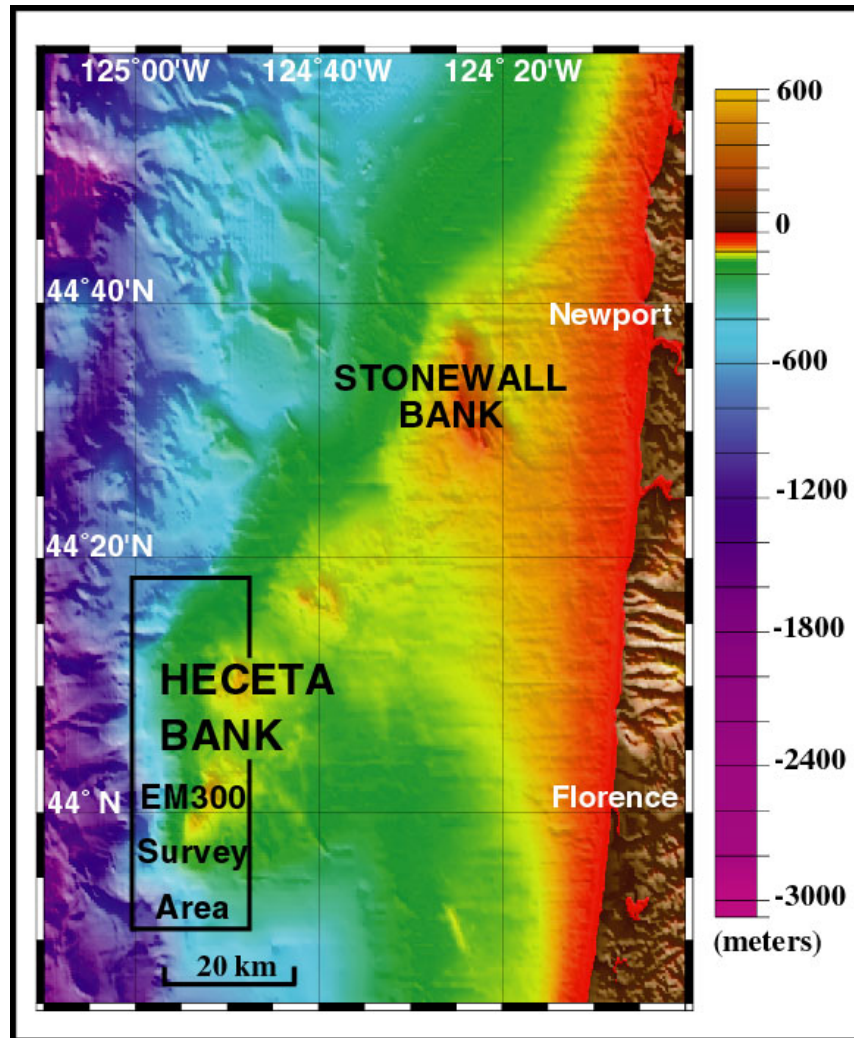 125°00'W 124°40'W 124° 20'W
600
0
44°40'N
Newport
-600
STONEWALL
BANK
-1200
44°20'N
-1800
HECETA
BANK
-2400
EM300
44° N
Florence
Survey
-3000
Area
(meters)
20 km